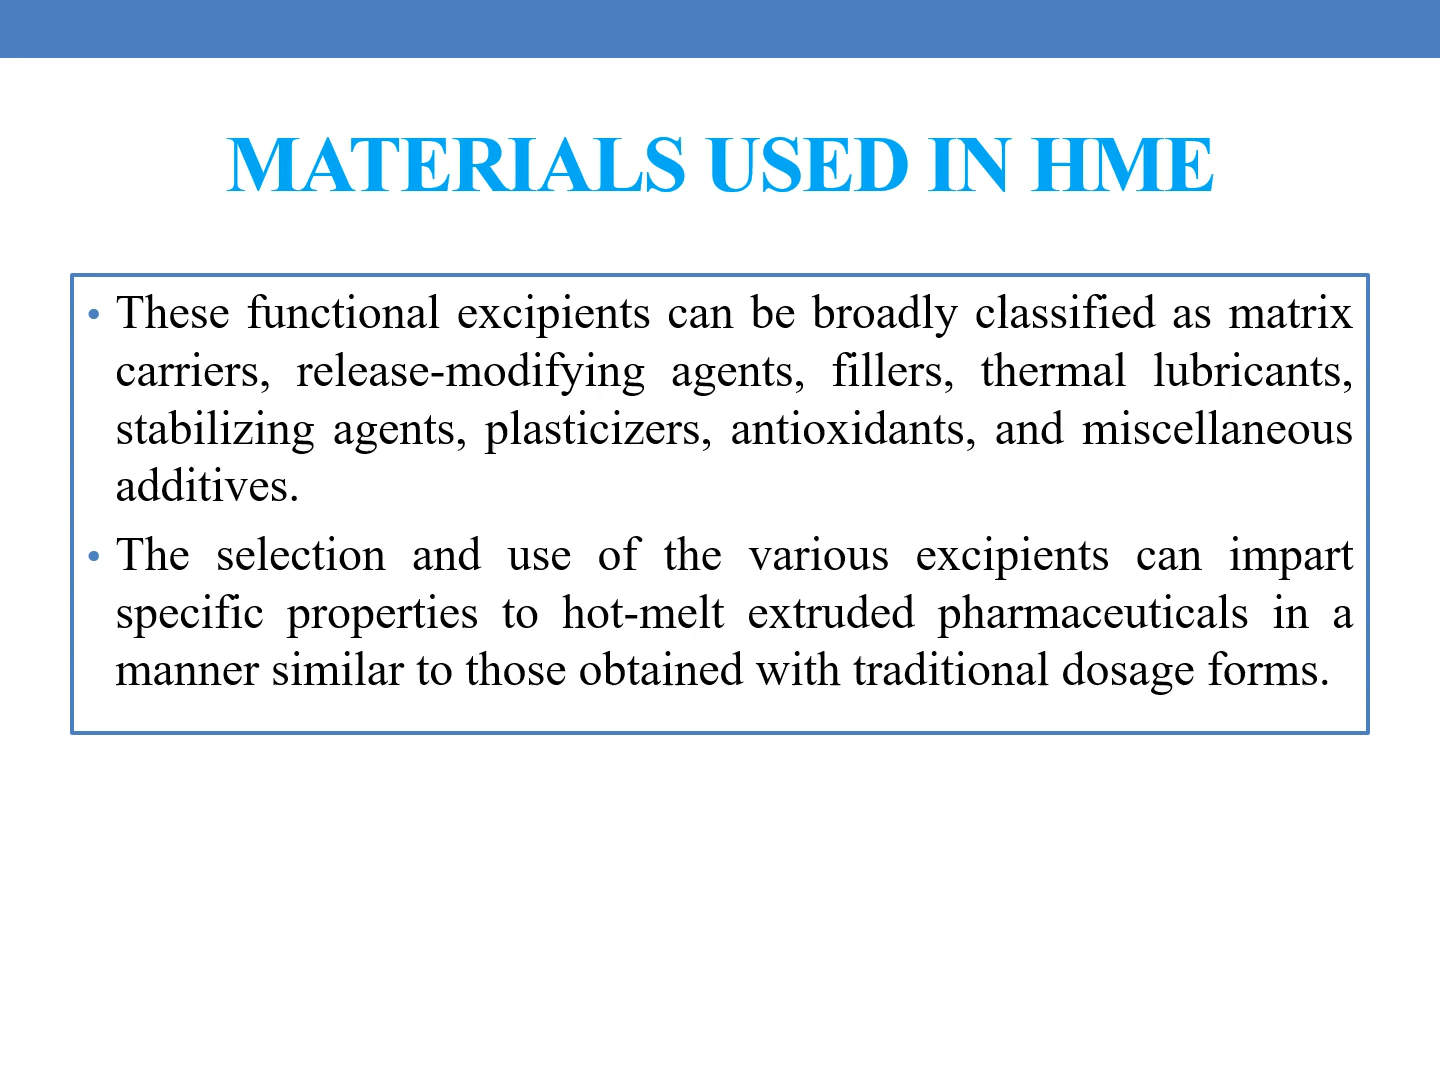 MATERIALS USED IN HME
• These functional excipients can be broadly classified as matrix
carriers, release-modifying agents, fillers, thermal lubricants,
stabilizing agents, plasticizers, antioxidants, and miscellaneous
additives.
• The selection and use of the various excipients can impart
specific properties to hot-melt extruded pharmaceuticals in a
manner similar to those obtained with traditional dosage forms.